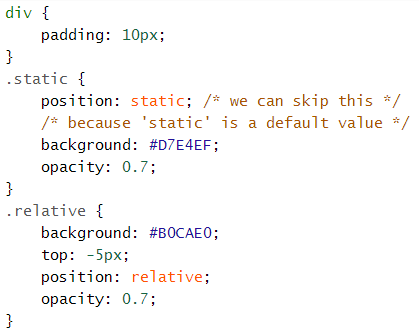 div {
    padding: 10px;
}
.static {
    position: static; /* we can skip this */
    /* because 'static' is a default value */
    background: #D7E4EF;
    opacity: 0.7;
}
.relative {
    background: #B0CAE0;
    top: -5px;
    position: relative;
    opacity: 0.7;
}